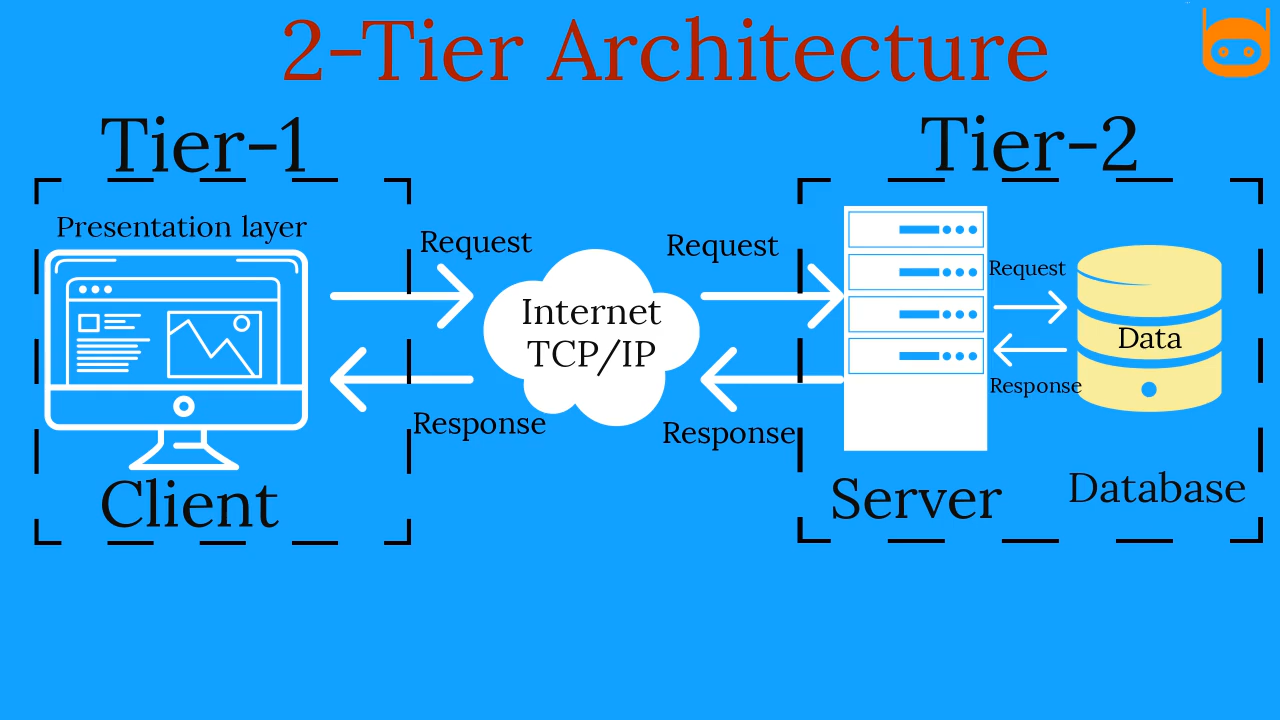 2-Tier Architecture
Tier-1
Tier-2
Presentation layer
Request
Request
Request
Internet
TCP/IP
Data
Response
Response
Response
Client
Server
Database